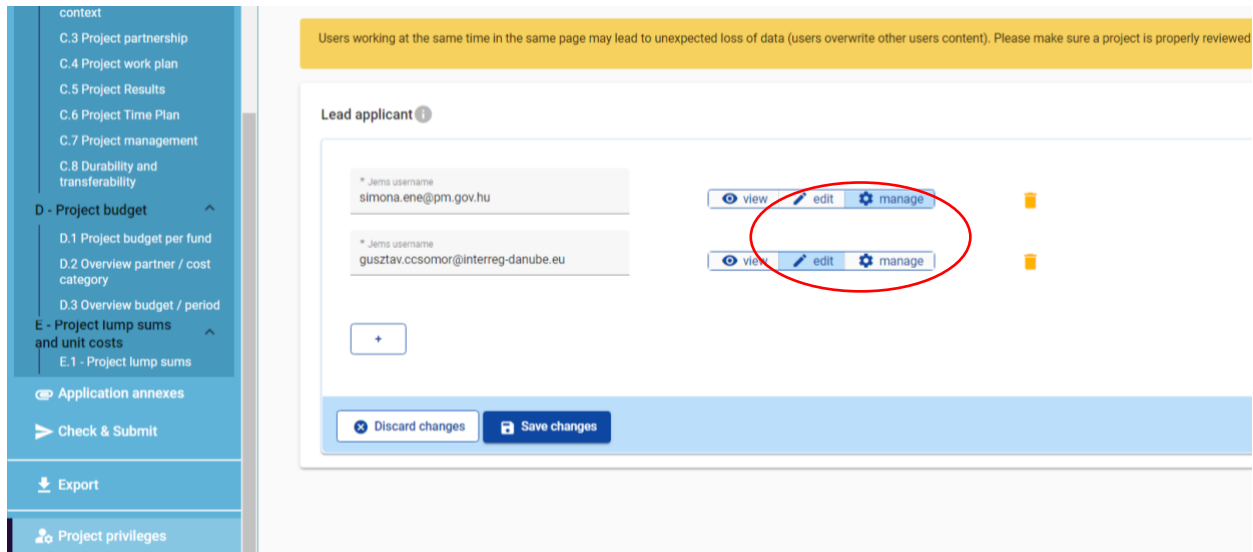 context
C.3 Project partnership
C.4 Project work plan
C.5 Project Results
C.6 Project Time Plan
C.7 Project management
C.8 Durability and
transferability
D - Project budget
D.1 Project budget per fund
D.2 Overview partner / cost
category
D.3 Overview budget / period
E - Project lump sums
and unit costs
E.1 - Project lump sums
Application annexes
Check & Submit
Export
Project privileges
Users working at the same time in the same page may lead to unexpected loss of data (users overwrite other users content). Please make sure a project is properly reviewed
Lead applicant
* Jems username
simona.ene@pm.gov.hu
view edit manage
* Jems username
gusztav.ccsomor@interreg-danube.eu
view edit manage
+
Discard changes
Save changes